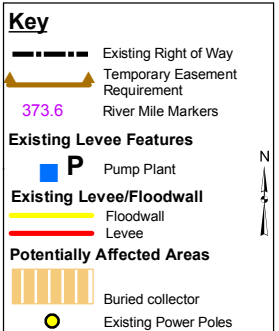 Key
Existing Right of Way
Temporary Easement
Requirement
373.6 River Mile Markers
Existing Levee Features
P Pump Plant
N
Existing Levee/Floodwall
Floodwall
Levee
Potentially Affected Areas
Buried collector
Existing Power Poles